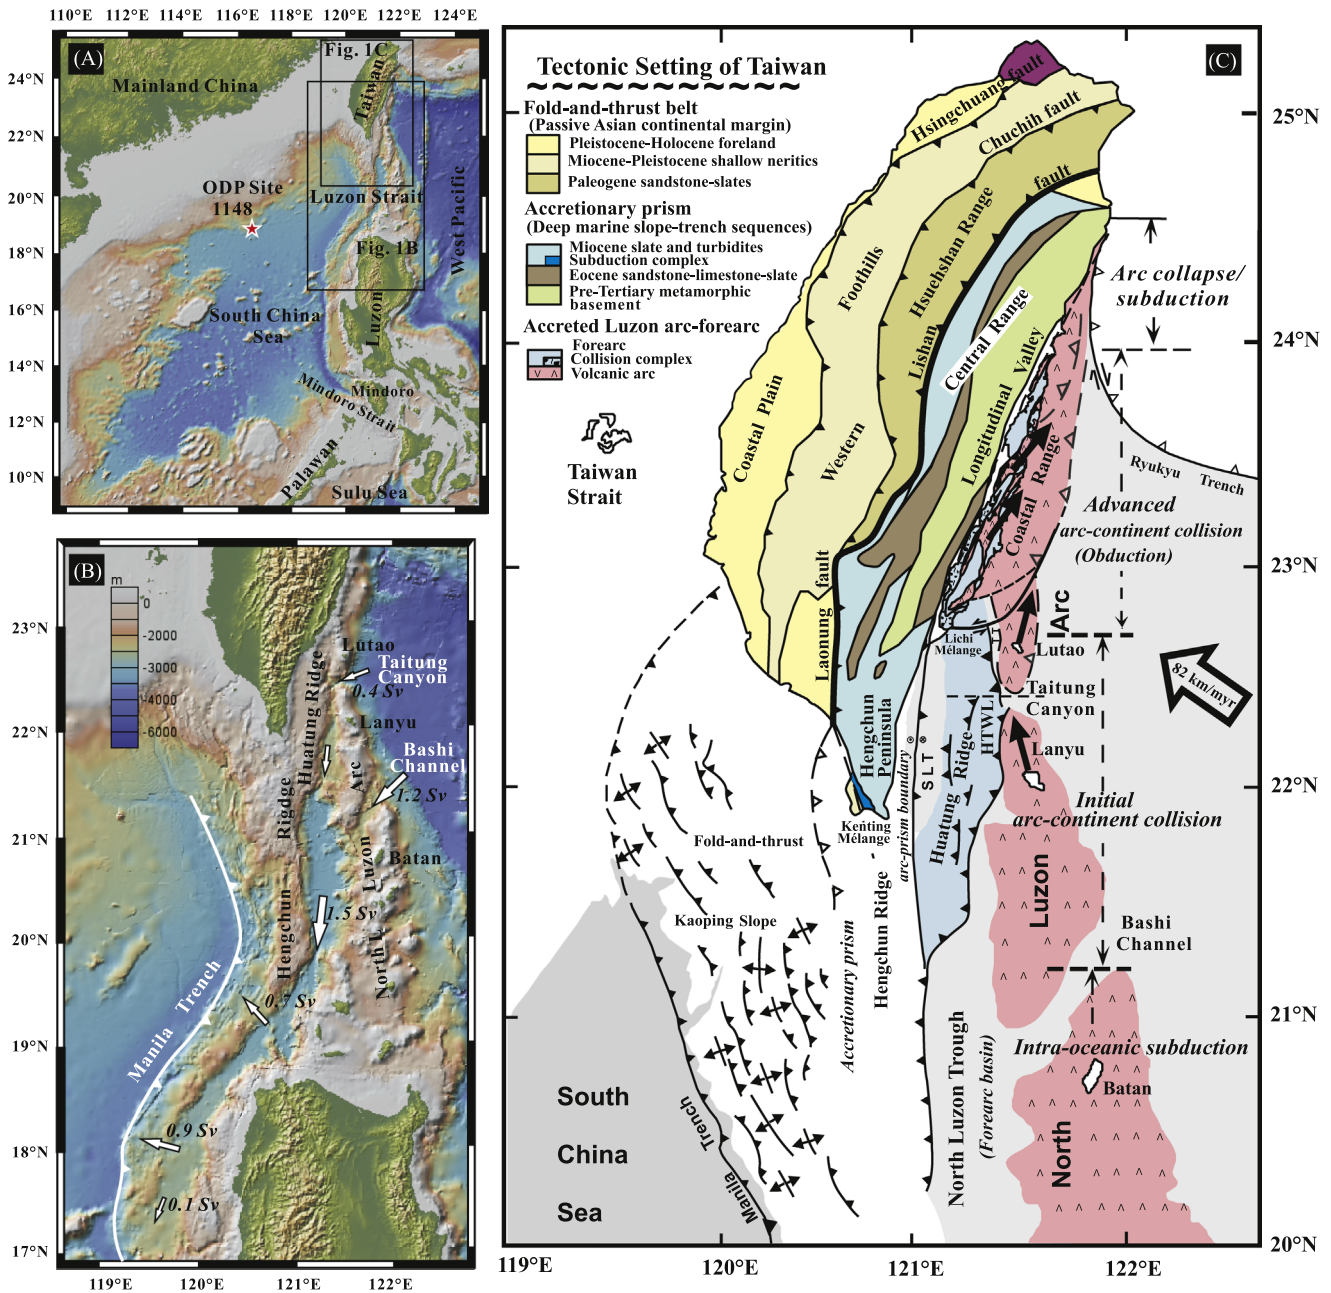 110°E 112°E 114°E 116°E 118°E 120°E 122°E 124°E
(A)
Fig. 1C
24°N
22°N
20°N
18°N
16°N
14°N
12°N
10°N
Mainland China
Taiwan
ODP Site
1148
Luzon Strait
West Pacific
Fig. 1B
South China
Sea
Luzon
Mindoro
Mindoro Strait
Palawan
Sulu Sea
(B)
m
0
-2000
-3000
-4000
-6000
23°N
22°N
21°N
20°N
19°N
18°N
17°N
119°E
120°E
121°E
122°E
Lutao
Taitung
Canyon
0.4 Sv
Huatung Ridge
Lanyu
Bashi
Channel
Arc
1.2 Sv
Rigdge
Batan
Luzon
Hengchun
1.5 Sv
North
Manila Trench
0.7 Sv
0.9 Sv
0.1 Sv
(C)
Tectonic Setting of Taiwan
Fold-and-thrust belt
(Passive Asian continental margin)
Pleistocene-Holocene foreland
Miocene-Pleistocene shallow neritics
Paleogene sandstone-slates
Accretionary prism
(Deep marine slope-trench sequences)
Miocene slate and turbidites
Subduction complex
Eocene sandstone-limestone-slate
Pre-Tertiary metamorphic
basement
Accreted Luzon arc-forearc
Forearc
Collision complex
Volcanic arc
Taiwan
Strait
Hsingchuang fault
Chuchih fault
Hsuehshan Range
Lishan
fault
Foothills
Western
Coastal Plain
Central Range
Longitudinal Valley
Coastal Range
Arc collapse/
subduction
Ryukyu
Trench
Advanced
arc-continent collision
(Obduction)
Laonung fault
Lichi
Mélange
Arc
Lutao
82 km/myr
Taitung
Canyon
HTWL
Lanyu
Hengchun
Peninsula
SLT
Huatung Ridge
arc-prism boundary
Kenting
Mélange
Initial
arc-continent collision
Fold-and-thrust
Kaoping Slope
Accretionary prism
Hengchun Ridge
Luzon
Bashi
Channel
Intra-oceanic subduction
Batan
North
North Luzon Trough
(Forearc basin)
Manila Trench
South
China
Sea
25°N
24°N
23°N
22°N
21°N
20°N
119°E
120°E
121°E
122°E